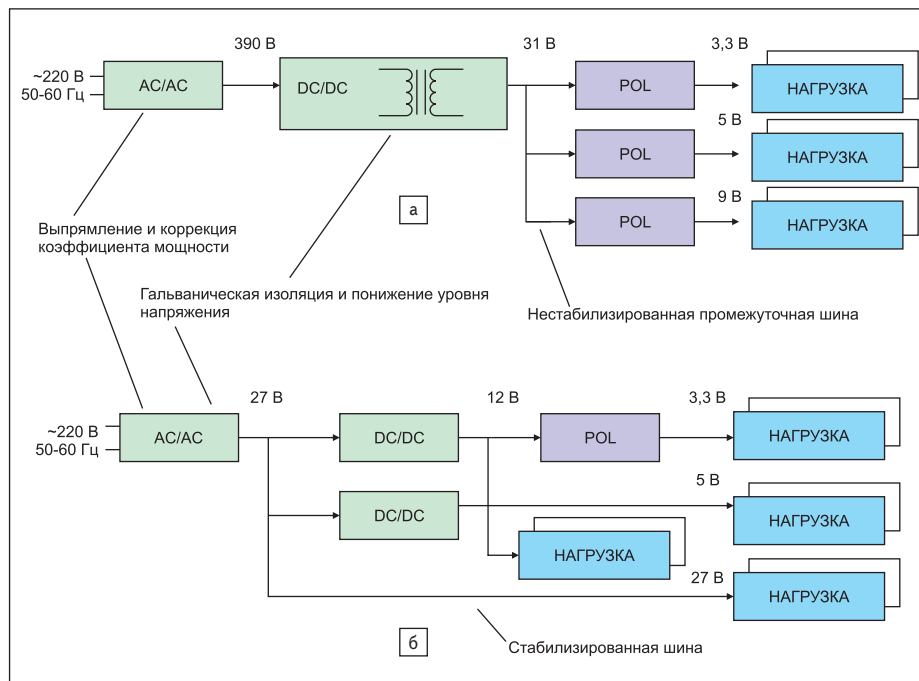 390 В
31 В
3,3 В
~220 В
50-60 Гц
AC/AC
DC/DC
POL
НАГРУЗКА
5 В
POL
НАГРУЗКА
9 В
POL
НАГРУЗКА
а
Выпрямление и коррекция
коэффициента мощности
Гальваническая изоляция и понижение уровня
напряжения
Нестабилизированная промежуточная шина
27 В
12 В
3,3 В
~220 В
50-60 Гц
AC/AC
DC/DC
POL
НАГРУЗКА
5 В
DC/DC
НАГРУЗКА
НАГРУЗКА
27 В
НАГРУЗКА
б
Стабилизированная шина